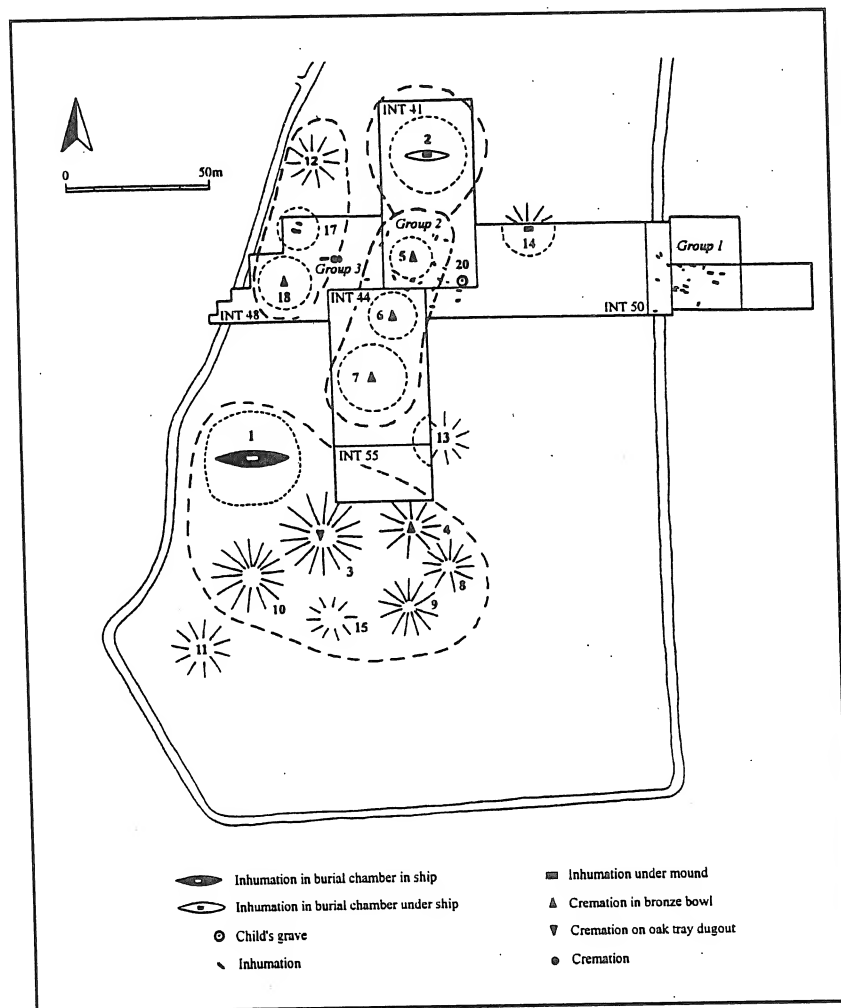 INT 41
2
0
50m
12
17
Group 2
14
Group 1
5
20
Group 3
18
INT 44
6
INT 48
INT 50
7
1
13
INT 55
4
3
8
10
9
15
11
Inhumation in burial chamber in ship
Inhumation in burial chamber under ship
Child's grave
Inhumation
Inhumation under mound
Cremation in bronze bowl
Cremation on oak tray dugout
Cremation